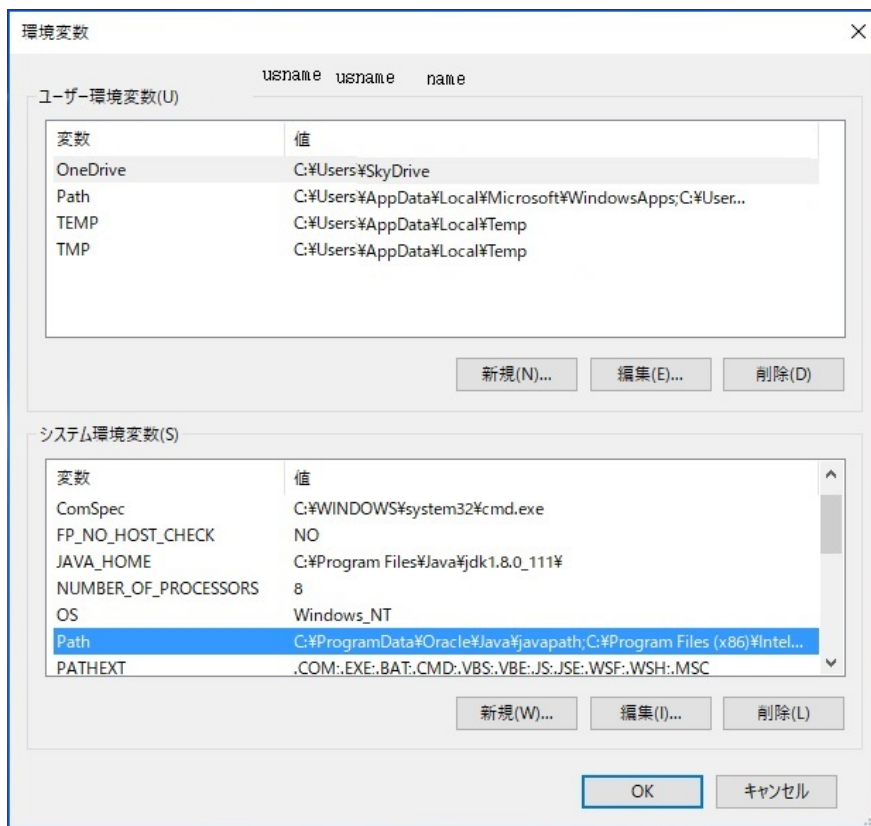 環境変数
usname usname name
ユーザー環境変数(U)
変数 値
OneDrive C:¥Users¥SkyDrive
Path C:¥Users¥AppData¥Local¥Microsoft¥WindowsApps;C:¥User...
TEMP C:¥Users¥AppData¥Local¥Temp
TMP C:¥Users¥AppData¥Local¥Temp
新規(N)... 編集(E)... 削除(D)
システム環境変数(S)
変数 値
ComSpec C:¥WINDOWS¥system32¥cmd.exe
FP_NO_HOST_CHECK NO
JAVA_HOME C:¥Program Files¥Java¥jdk1.8.0_111¥
NUMBER_OF_PROCESSORS 8
OS Windows_NT
Path C:¥ProgramData¥Oracle¥Java¥javapath;C:¥Program Files (x86)¥Intel...
PATHEXT .COM;.EXE;.BAT;.CMD;.VBS;.VBE;.JS;.JSE;.WSF;.WSH;.MSC
新規(W)... 編集(I)... 削除(L)
OK キャンセル